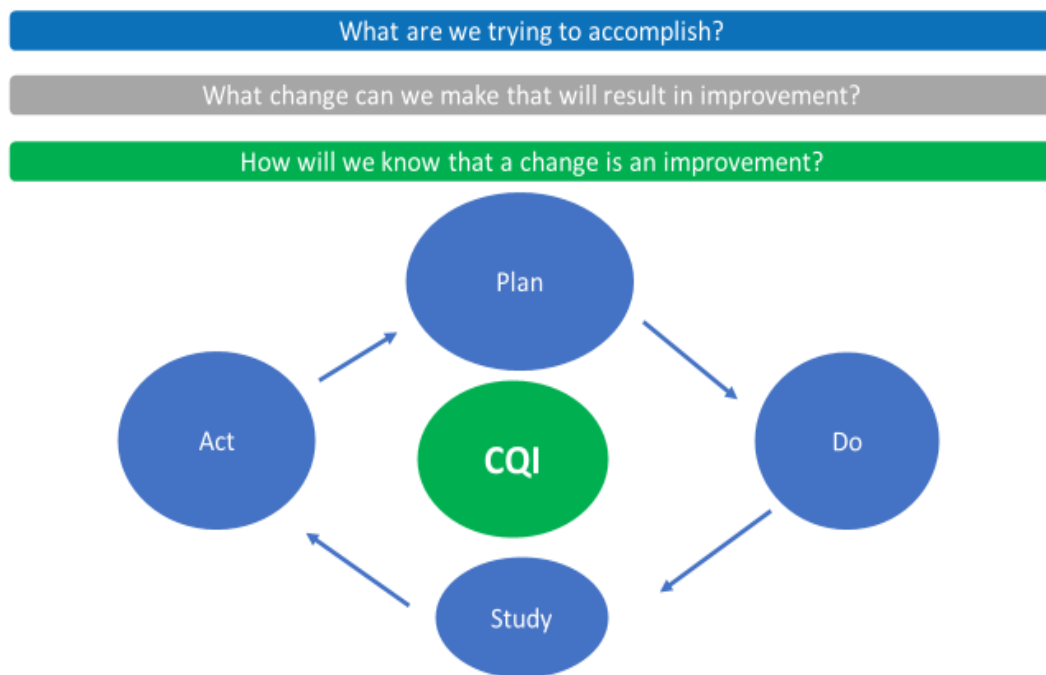 What are we trying to accomplish?
What change can we make that will result in improvement?
How will we know that a change is an improvement?
Plan
Act
CQI
Do
Study